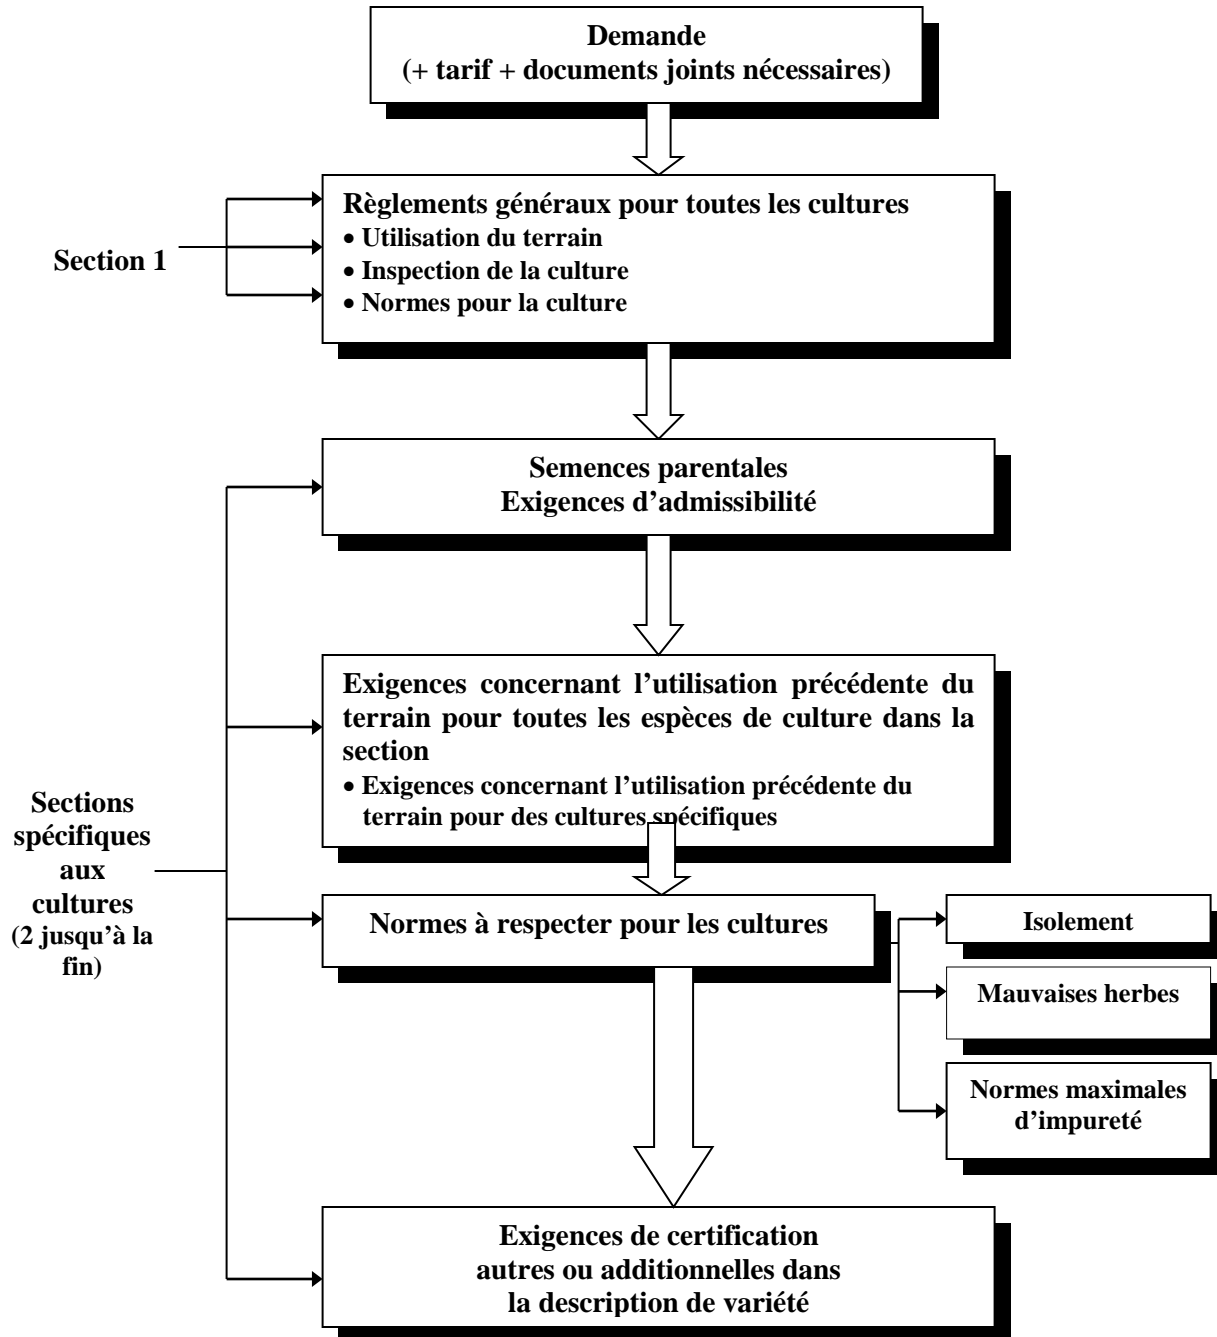 Demande
(+ tarif + documents joints nécessaires)
Section 1
Règlements généraux pour toutes les cultures
• Utilisation du terrain
• Inspection de la culture
• Normes pour la culture
Semences parentales
Exigences d’admissibilité
Exigences concernant l’utilisation précédente du
terrain pour toutes les espèces de culture dans la
section
• Exigences concernant l’utilisation précédente du
terrain pour des cultures spécifiques
Sections
spécifiques
aux
cultures
(2 jusqu’à la
fin)
Normes à respecter pour les cultures
Isolement
Mauvaises herbes
Normes maximales
d’impureté
Exigences de certification
autres ou additionnelles dans
la description de variété